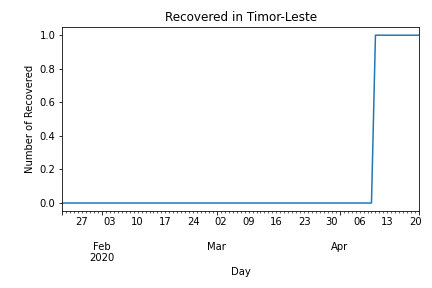 Recovered in Timor-Leste
1.0
0.8
0.6
0.4
0.2
0.0
Number of Recovered
27 03 10 17 24 02 09 16 23 30 06 13 20
Feb Mar Apr
2020
Day